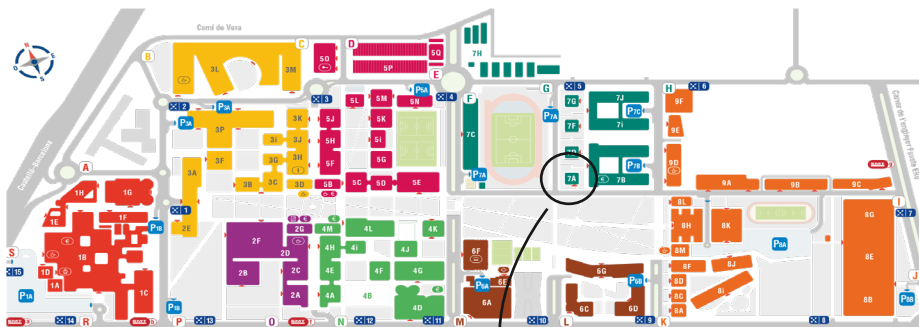 Camí de Vera
N
E
S
O
B
C
D
E
3L
3M
5O
5P
5Q
7H
2
P3A
3
P5A
4
F
G
5
H
6
P3A
3P
3K
5J
5L
5M
5N
5K
7C
P7A
7G
7J
P7C
9F
3I
3J
5H
5I
7F
7i
9E
Castelló-Barcelona
3A
3F
3G
3H
5F
5G
P7A
7D
P7B
9D
A
1H
1G
3B
3C
3D
5B
5C
5D
5E
7A
7B
9A
9B
9C
1
I
1E
1F
P1B
2E
2G
4M
4L
4K
8L
8G
7
S
2F
4H
4i
4J
6F
8H
8K
P8A
15
1B
2D
8M
1D
2B
2C
4E
4F
4G
6E
6G
8F
8J
8E
J
P1A
1A
1C
2A
4A
4B
4D
P6A
6A
6C
P6B
6D
8D
8C
8i
8A
8B
P8B
P1B
14
R
P
13
O
N
12
11
M
10
L
9
K
8